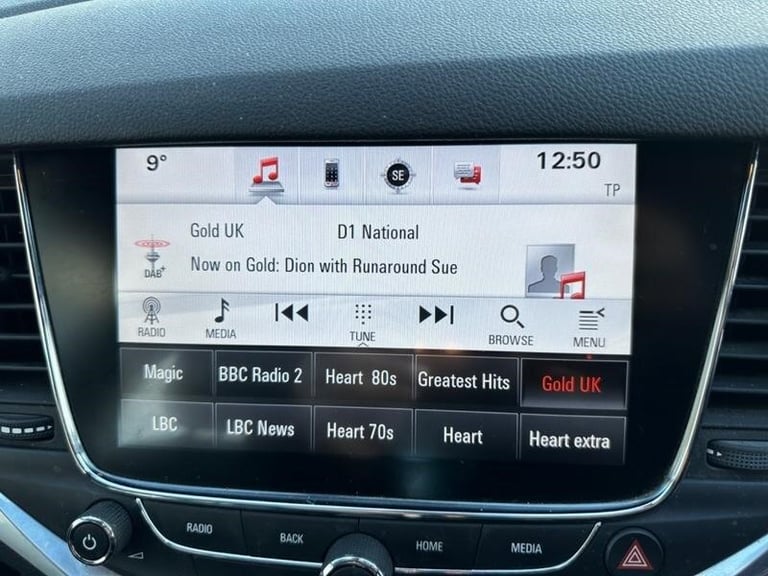 9° 12:50
SE
TP
Gold UK D1 National
DAB+ Now on Gold: Dion with Runaround Sue
RADIO MEDIA TUNE BROWSE MENU
Magic BBC Radio 2 Heart 80s Greatest Hits Gold UK
LBC LBC News Heart 70s Heart Heart extra
RADIO BACK HOME MEDIA